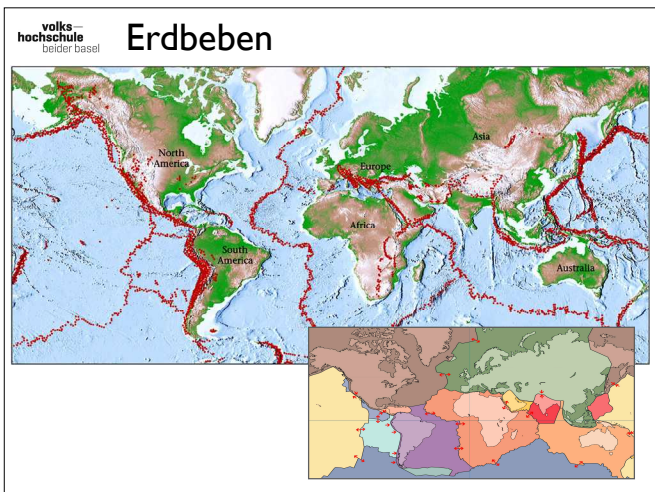 volks—
hochschule
beider basel
Erdbeben
North
America
Europe
Asia
Africa
South
America
Australia